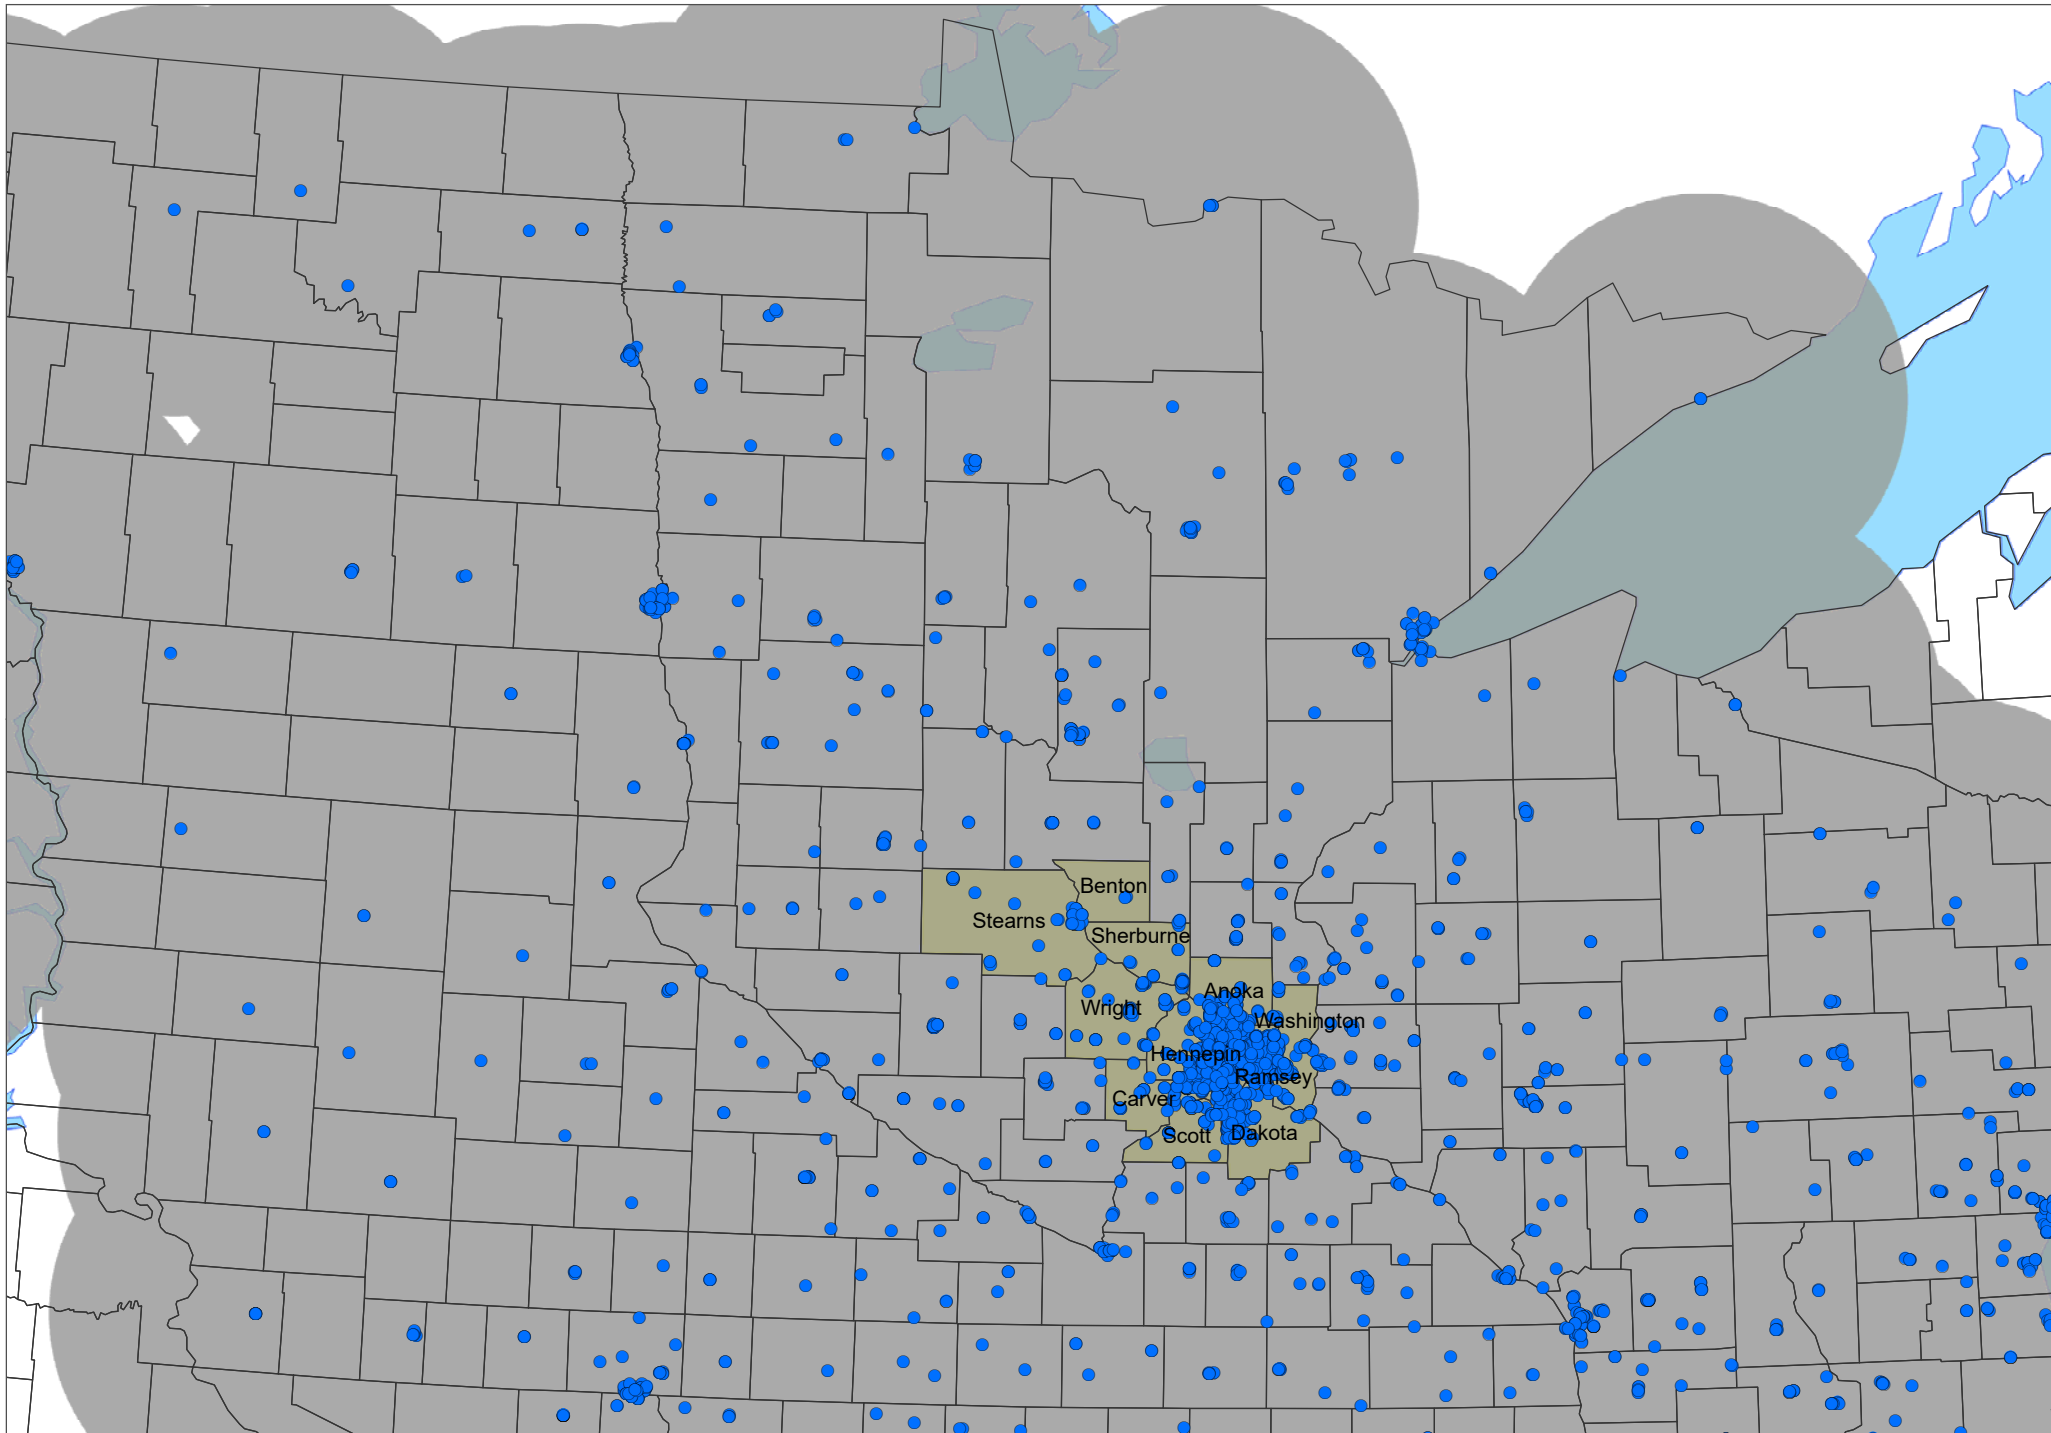 Benton
Stearns
Sherburne
Anoka
Wright
Washington
Hennepin
Ramsey
Carver
Scott
Dakota